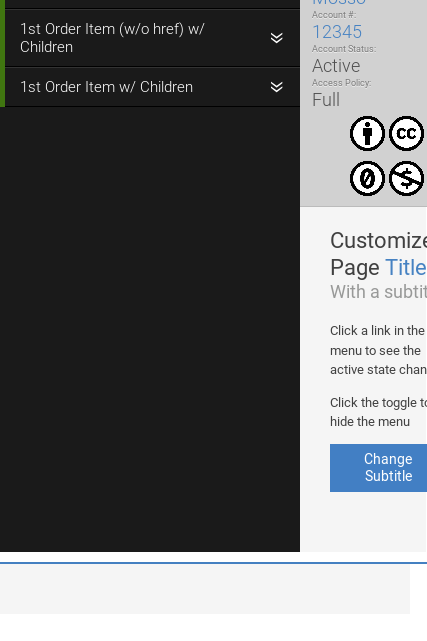 1st Order Item (w/o href) w/
Children
1st Order Item w/ Children
Mosso
Account #:
12345
Account Status:
Active
Access Policy:
Full
cc
Customize
Page Title
With a subtit
Click a link in the
menu to see the
active state chan
Click the toggle to
hide the menu
Change
Subtitle